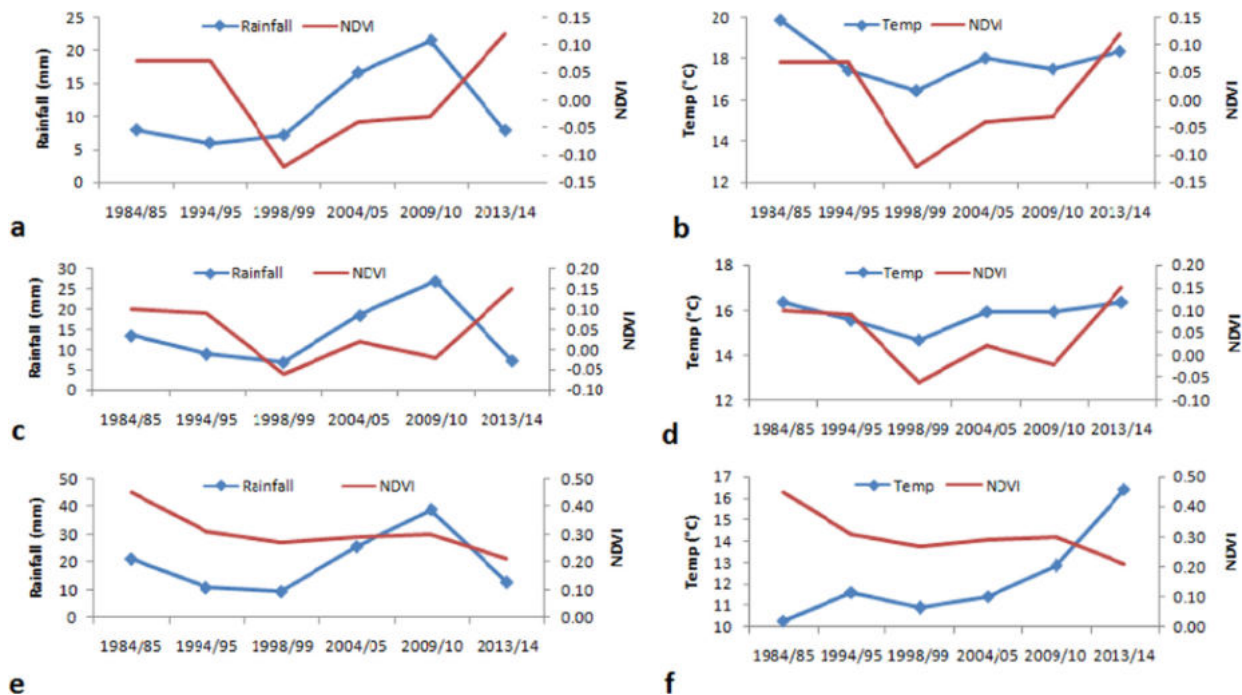 Rainfall NDVI
Rainfall (mm)
25
20
15
10
5
0
0.15
0.10
0.05
0.00
-0.05
-0.10
-0.15
NDVI
1984/85 1994/95 1998/99 2004/05 2009/10 2013/14
a
Temp NDVI
Temp (°C)
20
18
16
14
12
0.15
0.10
0.05
0.00
-0.05
-0.10
-0.15
NDVI
1984/85 1994/95 1998/99 2004/05 2009/10 2013/14
b
Rainfall NDVI
Rainfall (mm)
30
25
20
15
10
5
0
0.20
0.15
0.10
0.05
0.00
-0.05
-0.10
NDVI
1984/85 1994/95 1998/99 2004/05 2009/10 2013/14
c
Temp NDVI
Temp (°C)
18
16
14
12
0.20
0.15
0.10
0.05
0.00
-0.05
-0.10
NDVI
1984/85 1994/95 1998/99 2004/05 2009/10 2013/14
d
Rainfall NDVI
Rainfall (mm)
50
40
30
20
10
0
0.50
0.40
0.30
0.20
0.10
0.00
NDVI
1984/85 1994/95 1998/99 2004/05 2009/10 2013/14
e
Temp NDVI
Temp (°C)
17
16
15
14
13
12
11
10
0.50
0.40
0.30
0.20
0.10
0.00
NDVI
1984/85 1994/95 1998/99 2004/05 2009/10 2013/14
f